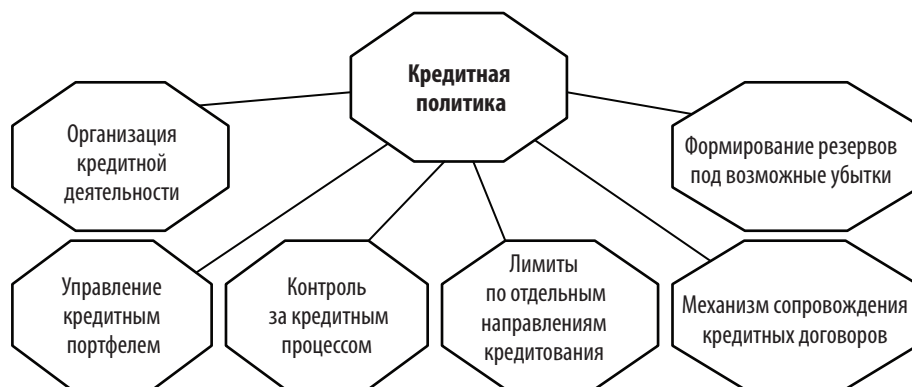 Кредитная
политика
Организация
кредитной
деятельности
Формирование резервов
под возможные убытки
Управление
кредитным
портфелем
Контроль
за кредитным
процессом
Лимиты
по отдельным
направлениям
кредитования
Механизм сопровождения
кредитных договоров